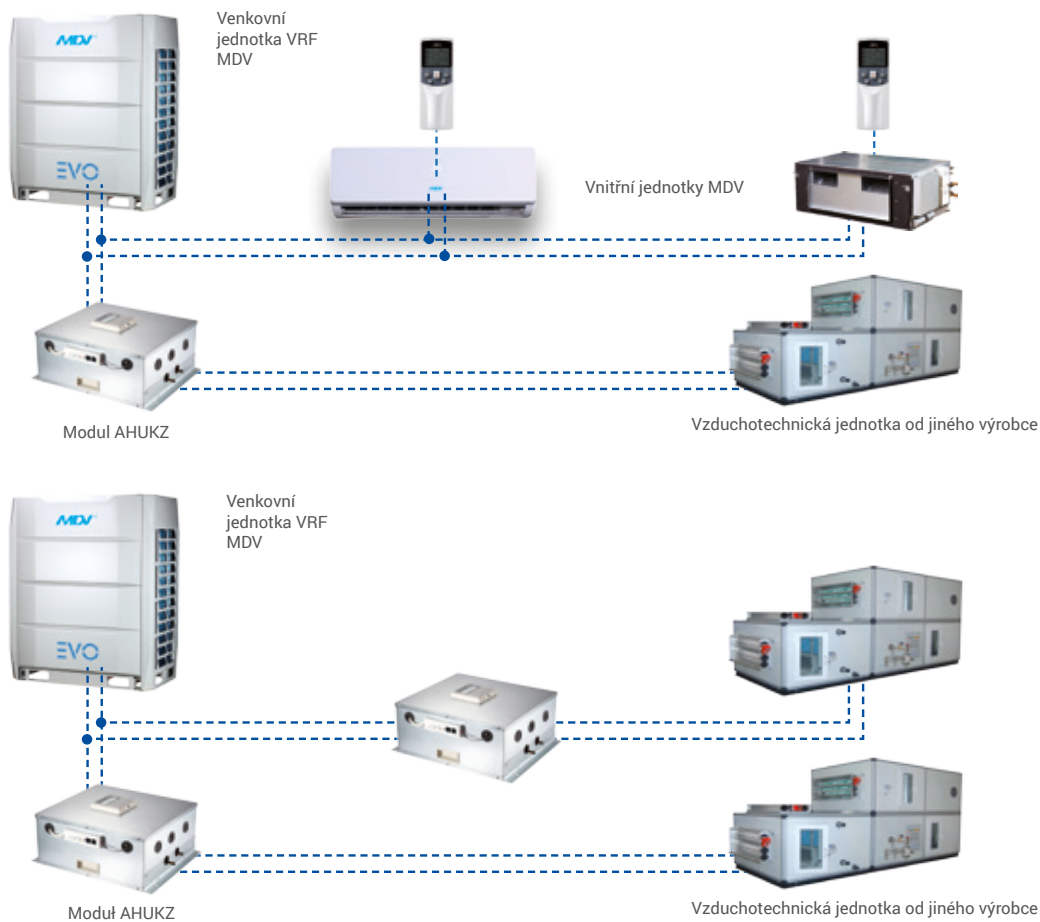 Venkovní
jednotka VRF
MDV
MDV
EVO
Vnitřní jednotky MDV
Modul AHUKZ
Vzduchotechnická jednotka od jiného výrobce
Venkovní
jednotka VRF
MDV
MDV
EVO
Moduł AHUKZ
Vzduchotechnická jednotka od jiného výrobce